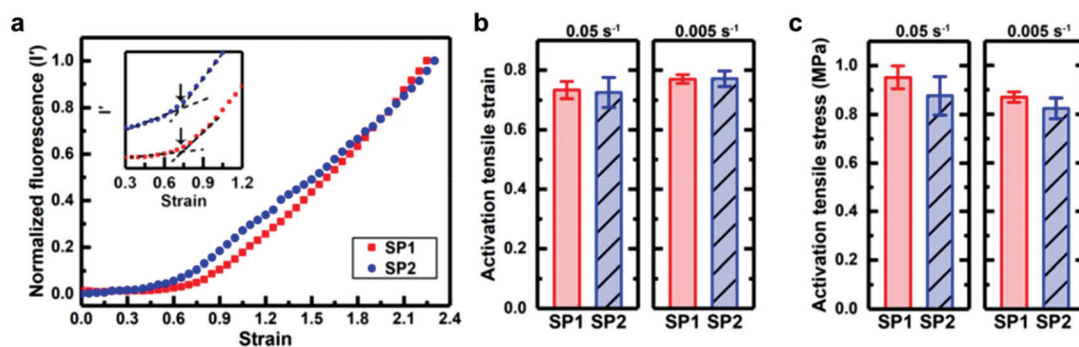 a
Normalized fluorescence (I')
1.0
0.8
0.6
0.4
0.2
0.0
I'
0.3 0.6 0.9 1.2
Strain
SP1
SP2
0.0 0.3 0.6 0.9 1.2 1.5 1.8 2.1 2.4
Strain
b
0.05 s⁻¹ 0.005 s⁻¹
Activation tensile strain
0.8
0.6
0.4
0.2
0.0
SP1 SP2 SP1 SP2
c
0.05 s⁻¹ 0.005 s⁻¹
Activation tensile stress (MPa)
1.0
0.8
0.6
0.4
0.2
0.0
SP1 SP2 SP1 SP2